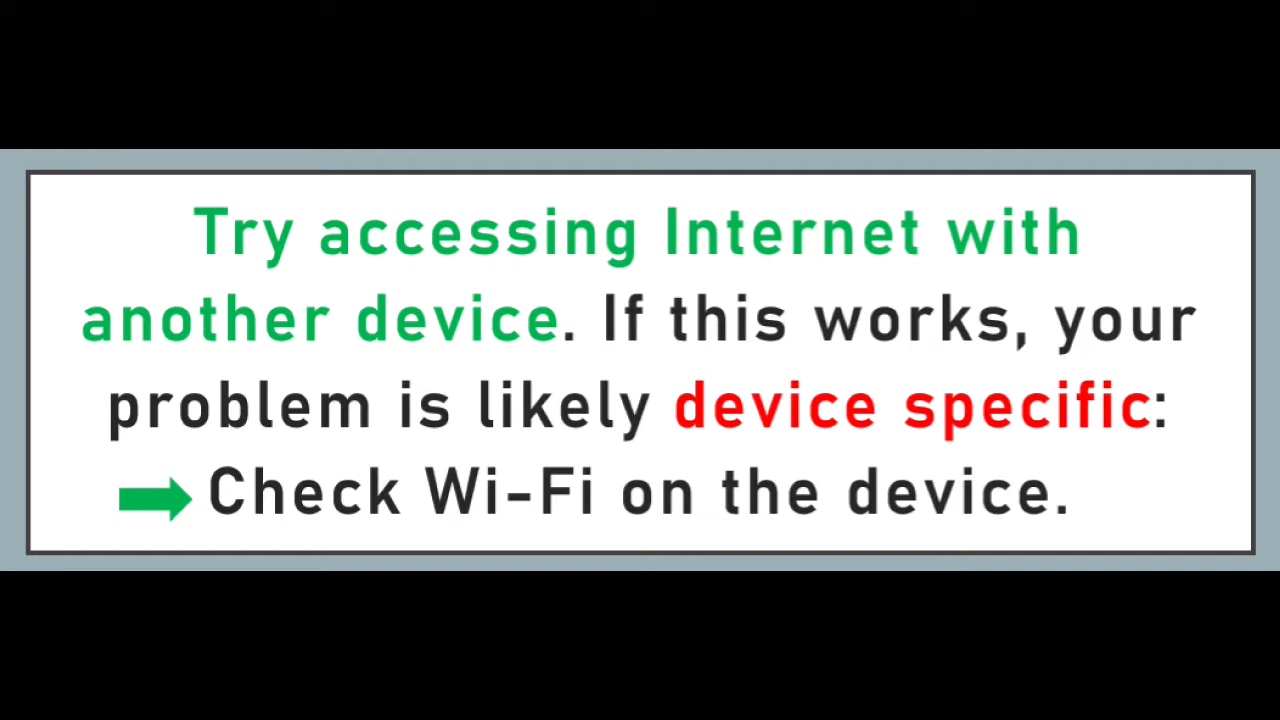 Try accessing Internet with
another device. If this works, your
problem is likely device specific:
Check Wi-Fi on the device.